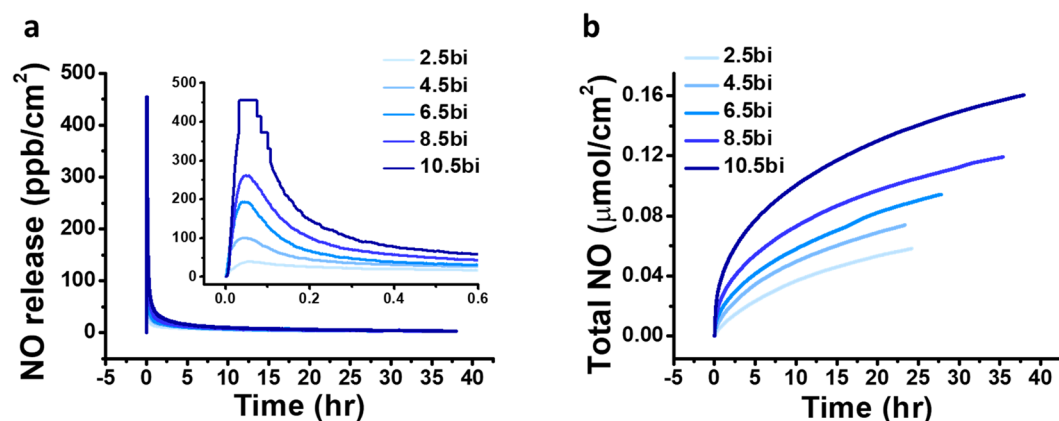 a
NO release (ppb/cm²)
500
400
300
200
100
0
-5 0 5 10 15 20 25 30 35 40
Time (hr)
500
400
300
200
100
0
0.0 0.2 0.4 0.6
2.5bi
4.5bi
6.5bi
8.5bi
10.5bi
b
Total NO (μmol/cm²)
0.16
0.12
0.08
0.04
0.00
-5 0 5 10 15 20 25 30 35 40
Time (hr)
2.5bi
4.5bi
6.5bi
8.5bi
10.5bi